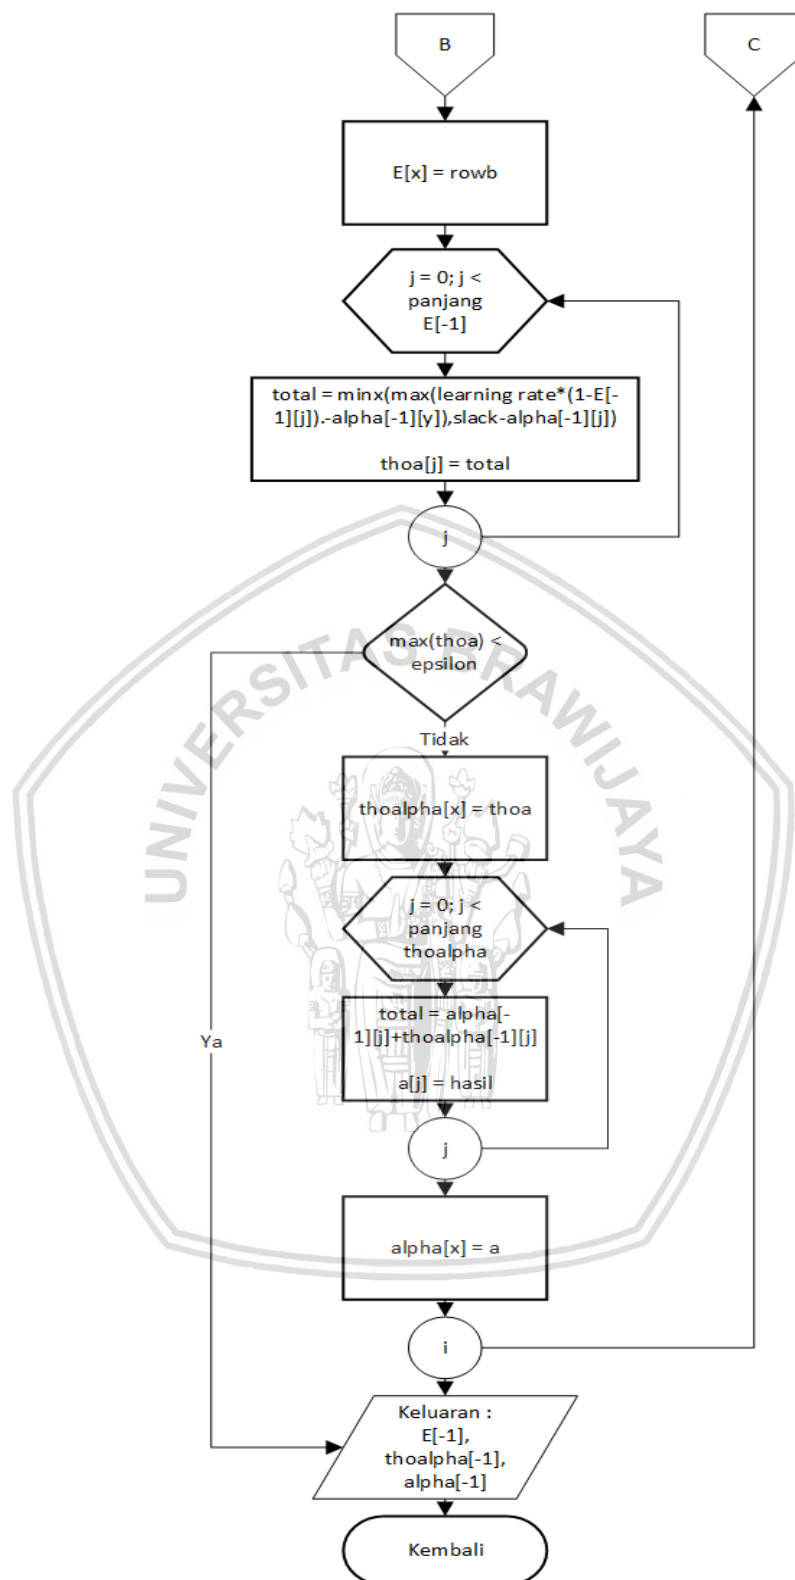 B
C
E[x] = rowb
j = 0; j <
panjang
E[-1]
total = minx(max(learning rate*(1-E[-
1][j]).-alpha[-1][y]),slack-alpha[-1][j])
thoa[j] = total
j
max(thoa) <
epsilon
Tidak
thoalpha[x] = thoa
j = 0; j <
panjang
thoalpha
total = alpha[-
1][j]+thoalpha[-1][j]
a[j] = hasil
Ya
j
alpha[x] = a
i
Keluaran :
E[-1],
thoalpha[-1],
alpha[-1]
Kembali
UNIVERSITAS BRAWIJAYA